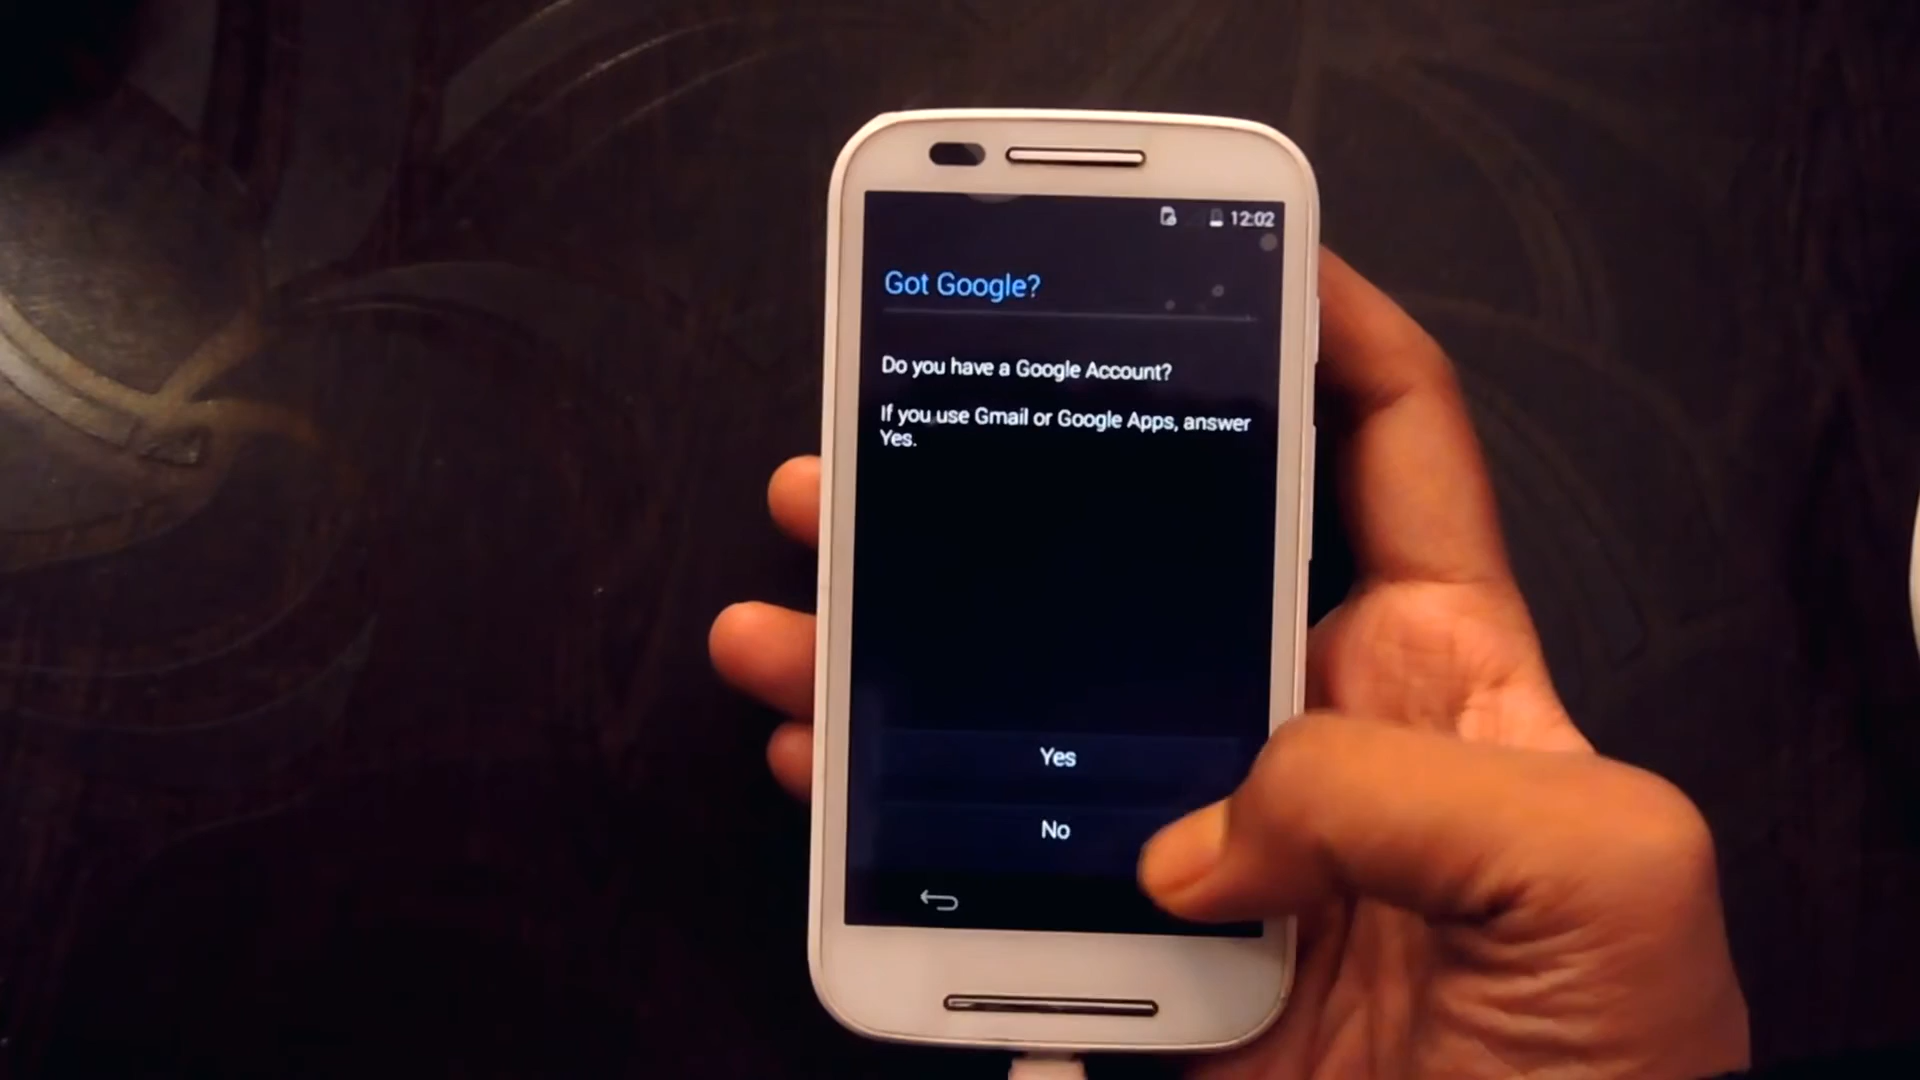 12:02
Got Google?
Do you have a Google Account?
If you use Gmail or Google Apps, answer
Yes.
Yes
No